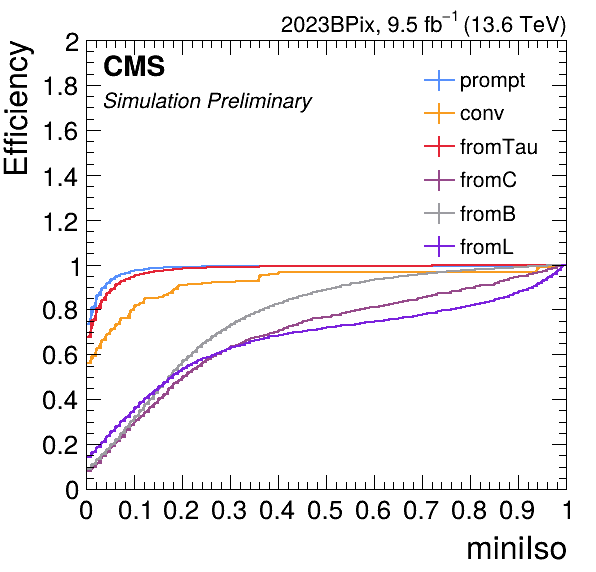 2023BPix, 9.5 fb⁻¹ (13.6 TeV)
Efficiency
CMS
Simulation Preliminary
prompt
conv
fromTau
fromC
fromB
fromL
2
1.8
1.6
1.4
1.2
1
0.8
0.6
0.4
0.2
0
0 0.1 0.2 0.3 0.4 0.5 0.6 0.7 0.8 0.9 1
miniIso